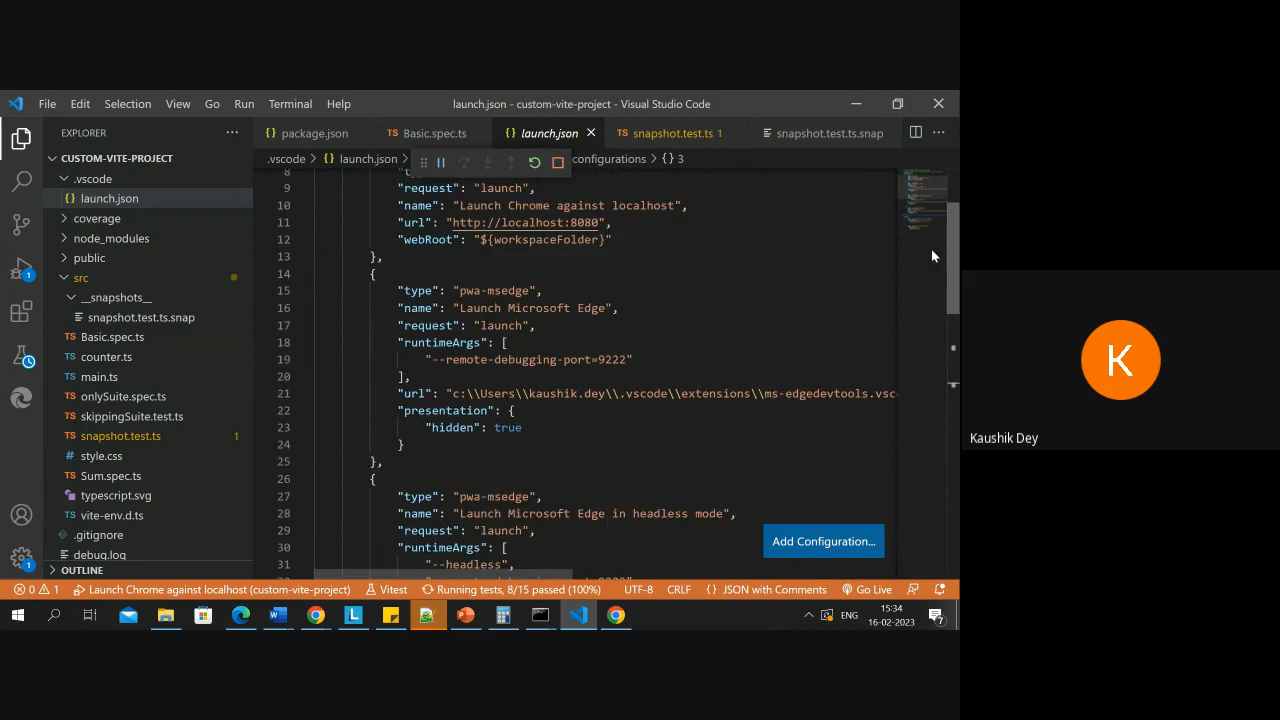 File Edit Selection View Go Run Terminal Help
launch.json - custom-vite-project - Visual Studio Code
EXPLORER
package.json
Basic.spec.ts
launch.json
snapshot.test.ts 1
snapshot.test.ts.snap
CUSTOM-VITE-PROJECT
.vscode
launch.json
coverage
node_modules
public
src
__snapshots__
snapshot.test.ts.snap
Basic.spec.ts
counter.ts
main.ts
onlySuite.spec.ts
skippingSuite.test.ts
snapshot.test.ts 1
style.css
Sum.spec.ts
typescript.svg
vite-env.d.ts
.gitignore
debug.log
OUTLINE
.vscode > launch.json > configurations > {} 3
8
9 "request": "launch",
10 "name": "Launch Chrome against localhost",
11 "url": "http://localhost:8080",
12 "webRoot": "${workspaceFolder}"
13 },
14 {
15 "type": "pwa-msedge",
16 "name": "Launch Microsoft Edge",
17 "request": "launch",
18 "runtimeArgs": [
19 "--remote-debugging-port=9222"
20 ],
21 "url": "c:\\Users\\kaushik.dey\\.vscode\\extensions\\ms-edgedevtools.vsc
22 "presentation": {
23 "hidden": true
24 }
25 },
26 {
27 "type": "pwa-msedge",
28 "name": "Launch Microsoft Edge in headless mode",
29 "request": "launch",
30 "runtimeArgs": [
31 "--headless",
Add Configuration...
0 1 Launch Chrome against localhost (custom-vite-project) Vitest Running tests, 8/15 passed (100%) UTF-8 CRLF {} JSON with Comments Go Live
ENG
15:34
16-02-2023
7
K
Kaushik Dey